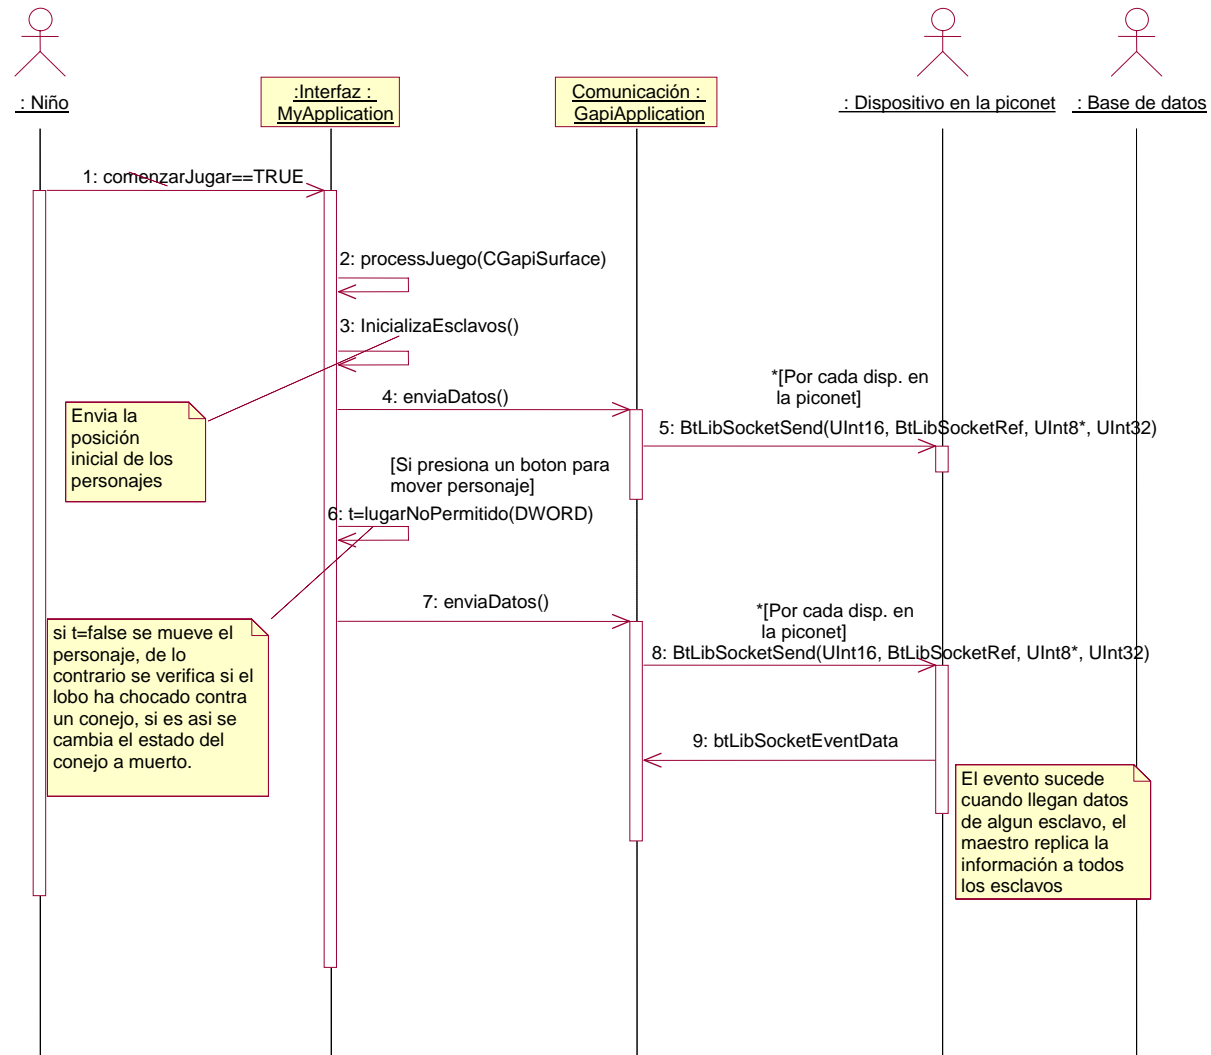 : Niño
:Interfaz :
MyApplication
Comunicación :
GapiApplication
: Dispositivo en la piconet
: Base de datos
1: comenzarJugar==TRUE
2: processJuego(CGapiSurface)
3: InicializaEsclavos()
Envia la
posición
inicial de los
personajes
4: enviaDatos()
*[Por cada disp. en
la piconet]
5: BtLibSocketSend(UInt16, BtLibSocketRef, UInt8*, UInt32)
[Si presiona un boton para
mover personaje]
6: t=lugarNoPermitido(DWORD)
7: enviaDatos()
*[Por cada disp. en
la piconet]
8: BtLibSocketSend(UInt16, BtLibSocketRef, UInt8*, UInt32)
si t=false se mueve el
personaje, de lo
contrario se verifica si el
lobo ha chocado contra
un conejo, si es asi se
cambia el estado del
conejo a muerto.
9: btLibSocketEventData
El evento sucede
cuando llegan datos
de algun esclavo, el
maestro replica la
información a todos
los esclavos